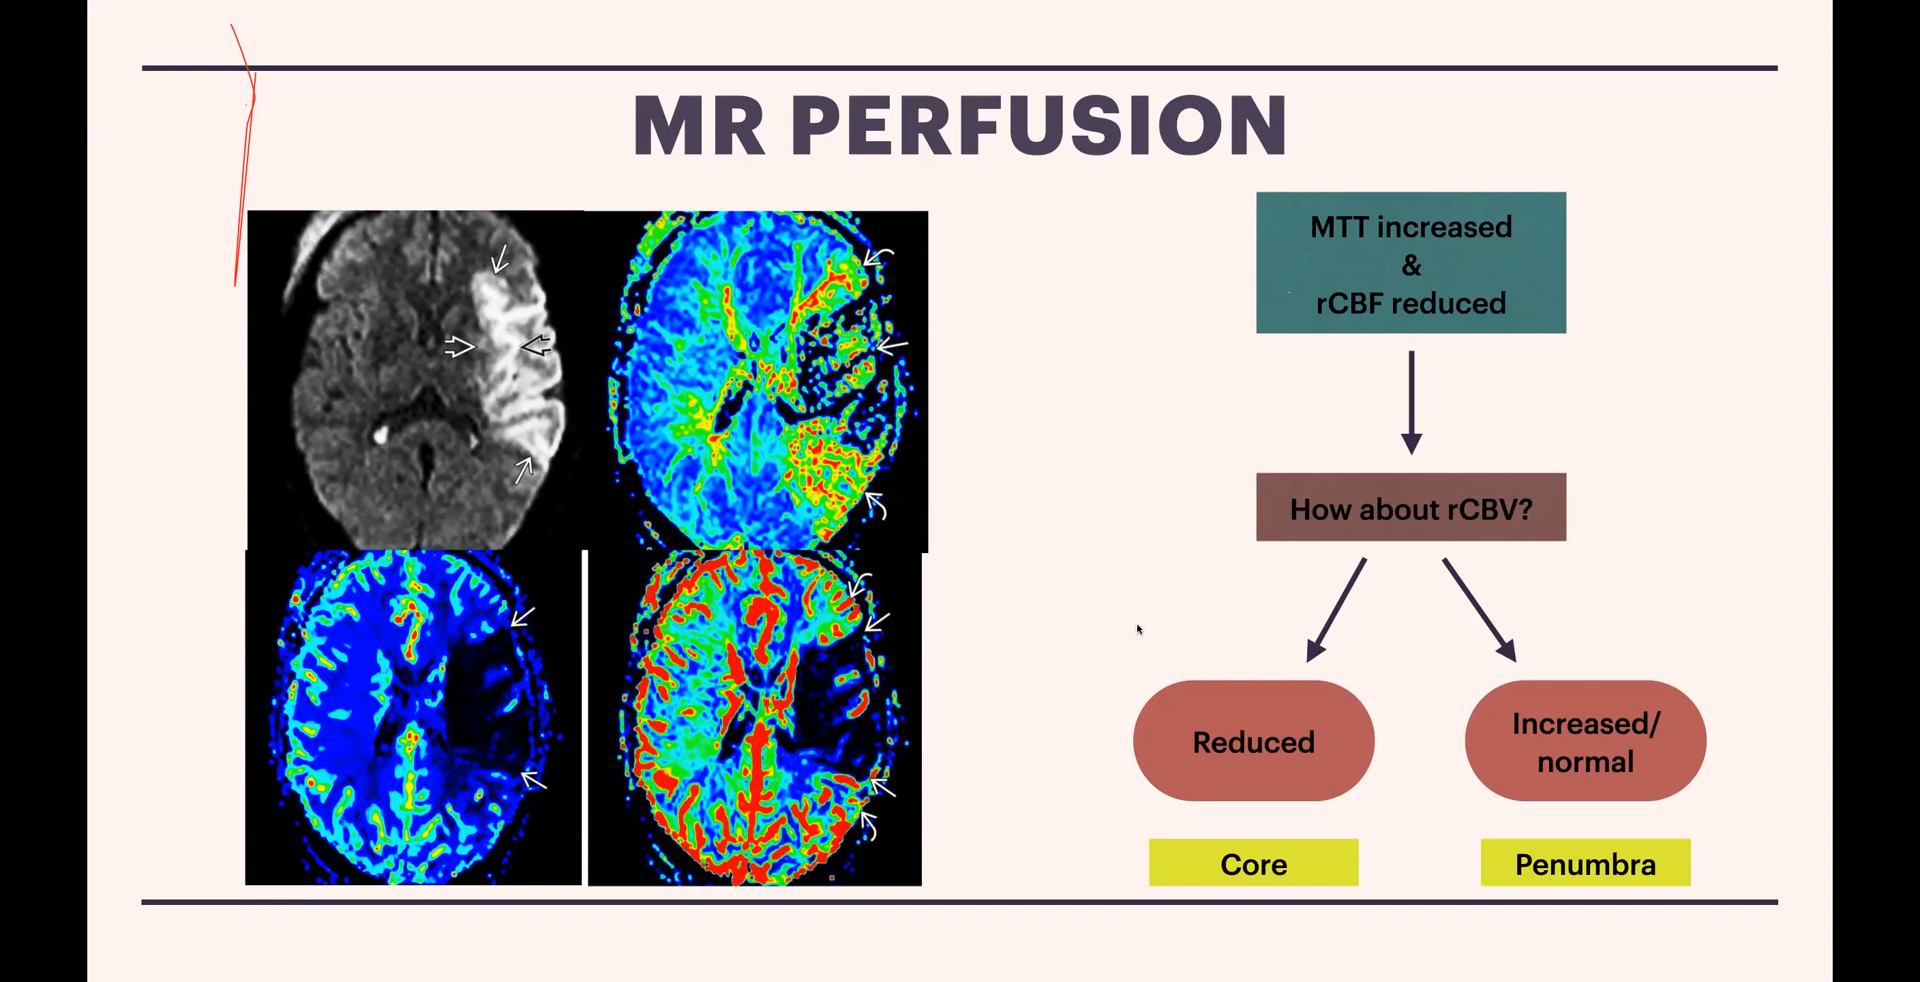 MR PERFUSION
MTT increased
&
rCBF reduced
How about rCBV?
Reduced
Increased/
normal
Core
Penumbra